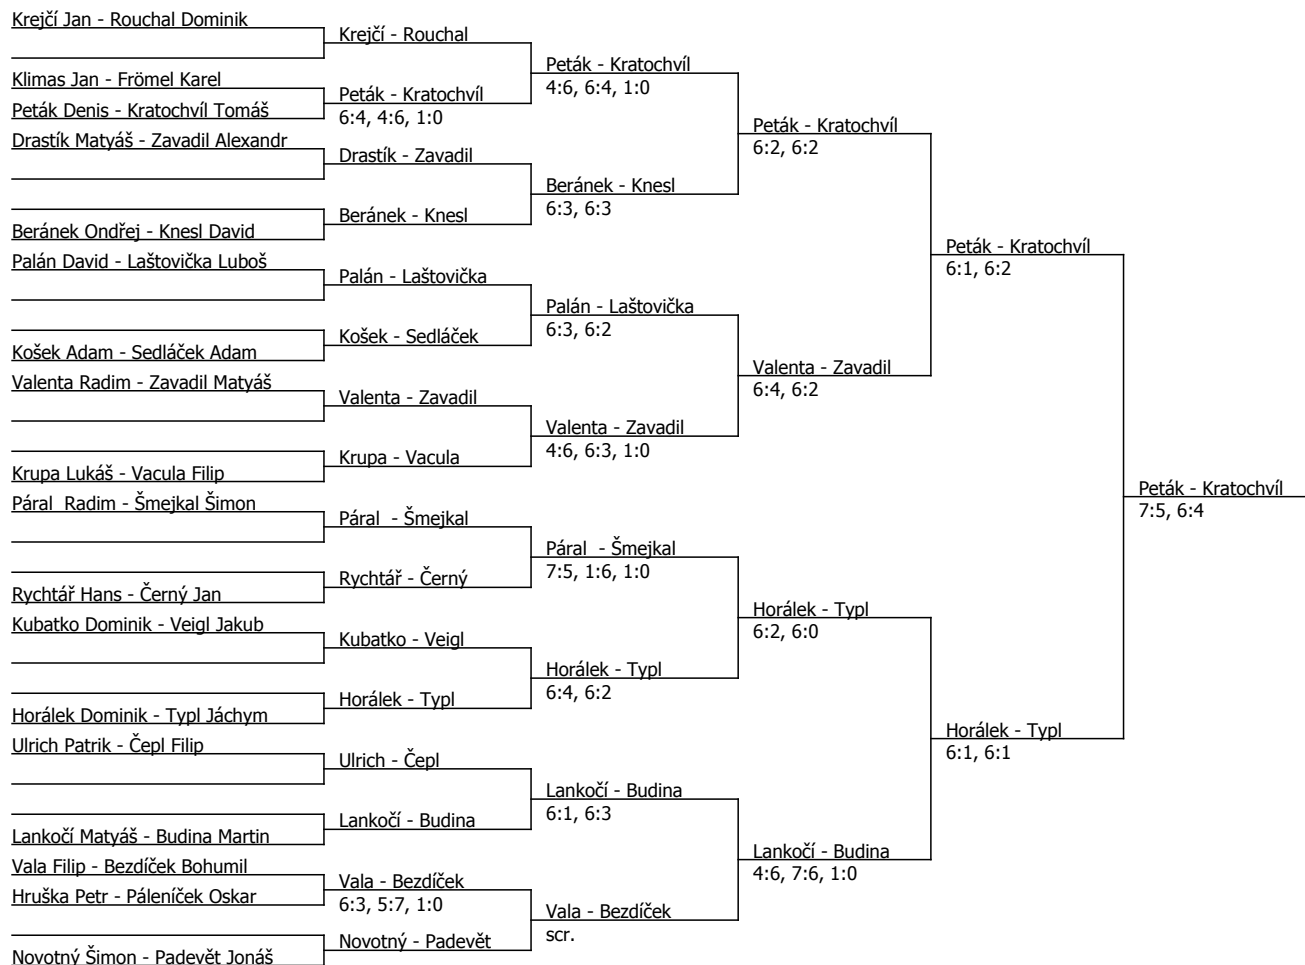 Krejčí Jan - Rouchal Dominik
Klimas Jan - Frömel Karel
Peták Denis - Kratochvíl Tomáš
Drastík Matyáš - Zavadil Alexandr
Beránek Ondřej - Knesl David
Palán David - Laštovička Luboš
Košek Adam - Sedláček Adam
Valenta Radim - Zavadil Matyáš
Krupa Lukáš - Vacula Filip
Páral  Radim - Šmejkal Šimon
Rychtář Hans - Černý Jan
Kubatko Dominik - Veigl Jakub
Horálek Dominik - Typl Jáchym
Ulrich Patrik - Čepl Filip
Lankočí Matyáš - Budina Martin
Vala Filip - Bezdíček Bohumil
Hruška Petr - Páleníček Oskar
Novotný Šimon - Padevět Jonáš
Krejčí - Rouchal
Peták - Kratochvíl
6:4, 4:6, 1:0
Drastík - Zavadil
Beránek - Knesl
Palán - Laštovička
Košek - Sedláček
Valenta - Zavadil
Krupa - Vacula
Páral  - Šmejkal
Rychtář - Černý
Kubatko - Veigl
Horálek - Typl
Ulrich - Čepl
Lankočí - Budina
Vala - Bezdíček
6:3, 5:7, 1:0
Novotný - Padevět
Peták - Kratochvíl
4:6, 6:4, 1:0
Beránek - Knesl
6:3, 6:3
Palán - Laštovička
6:3, 6:2
Valenta - Zavadil
4:6, 6:3, 1:0
Páral  - Šmejkal
7:5, 1:6, 1:0
Horálek - Typl
6:4, 6:2
Lankočí - Budina
6:1, 6:3
Vala - Bezdíček
scr.
Peták - Kratochvíl
6:2, 6:2
Valenta - Zavadil
6:4, 6:2
Horálek - Typl
6:2, 6:0
Lankočí - Budina
4:6, 7:6, 1:0
Peták - Kratochvíl
6:1, 6:2
Horálek - Typl
6:1, 6:1
Peták - Kratochvíl
7:5, 6:4